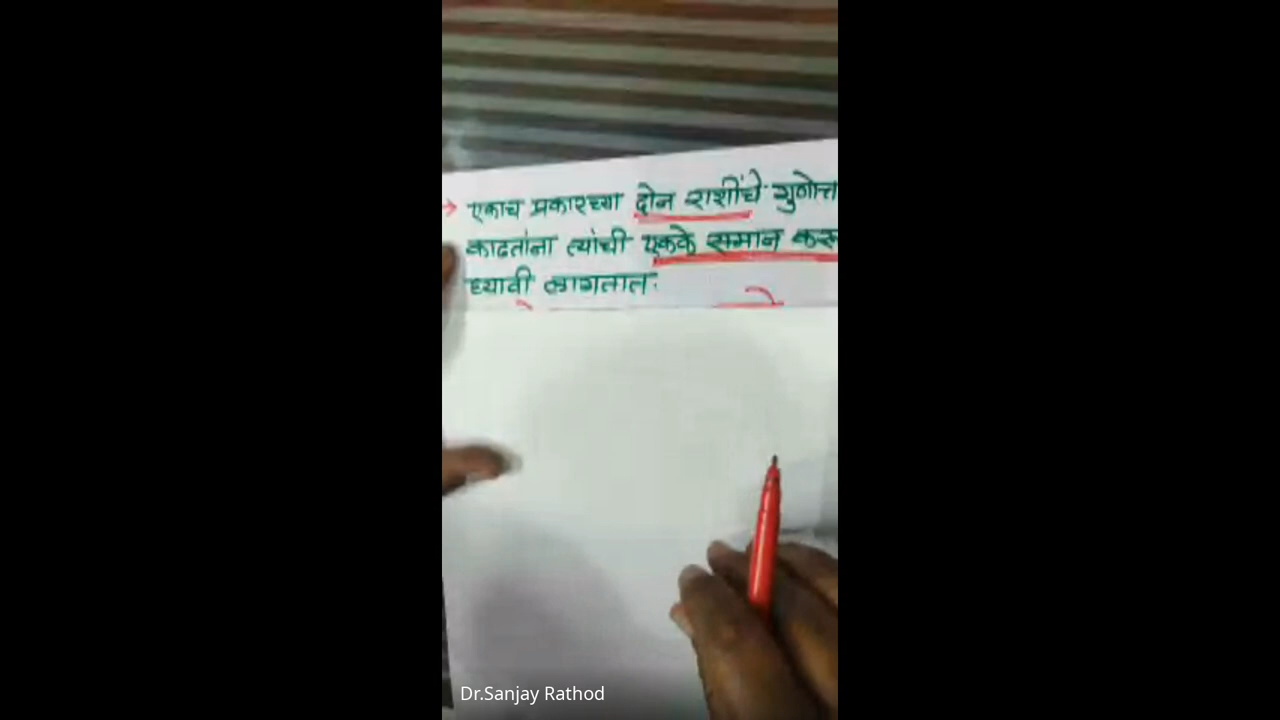 एकाच प्रकारच्या दोन राशींचे गुणोत्त
काढतांना त्यांची एकके समान करू
घ्यावी लागतात.
Dr.Sanjay Rathod